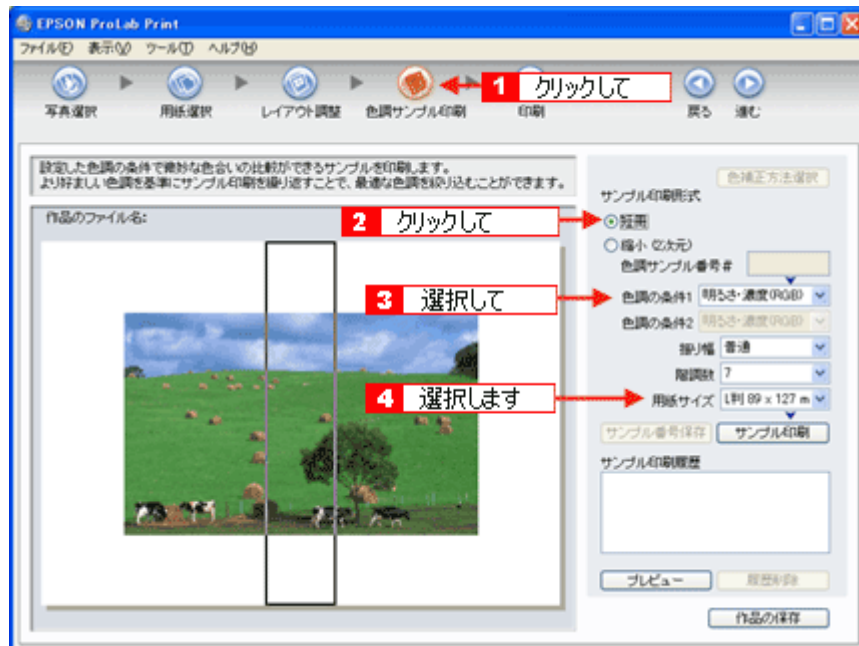 EPSON ProLab Print
ファイル(F) 表示(V) ツール(T) ヘルプ(H)
1 クリックして
写真選択 用紙選択 レイアウト調整 色調サンプル印刷 印刷 戻る 進む
設定した色調の条件で微妙な色合いの比較ができるサンプルを印刷します。
より好ましい色調を基準にサンプル印刷を繰り返すことで、最適な色調を絞り込むことができます。
色補正方法選択
サンプル印刷形式
作品のファイル名:
2 クリックして
短冊
縮小(2次元)
色調サンプル番号#
3 選択して
色調の条件1 明るさ・濃度(RGB)
色調の条件2 明るさ・濃度(RGB)
振り幅 普通
階調数 7
4 選択します
用紙サイズ L判 89 x 127 m
サンプル番号保存 サンプル印刷
サンプル印刷履歴
プレビュー 履歴削除
作品の保存